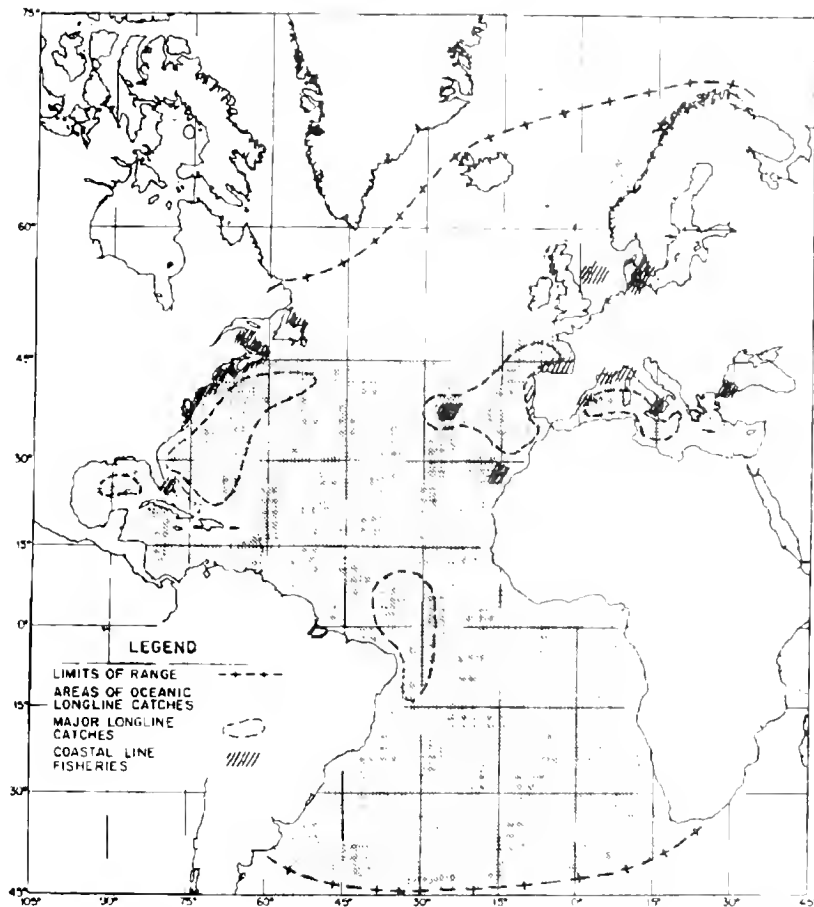 75°
60°
45°
30°
15°
0°
15°
30°
45°
LEGEND
LIMITS OF RANGE
AREAS OF OCEANIC
LONGLINE CATCHES
MAJOR LONGLINE
CATCHES
COASTAL LINE
FISHERIES
105° 90° 75° 60° 45° 30° 15° 0° 15° 30° 45